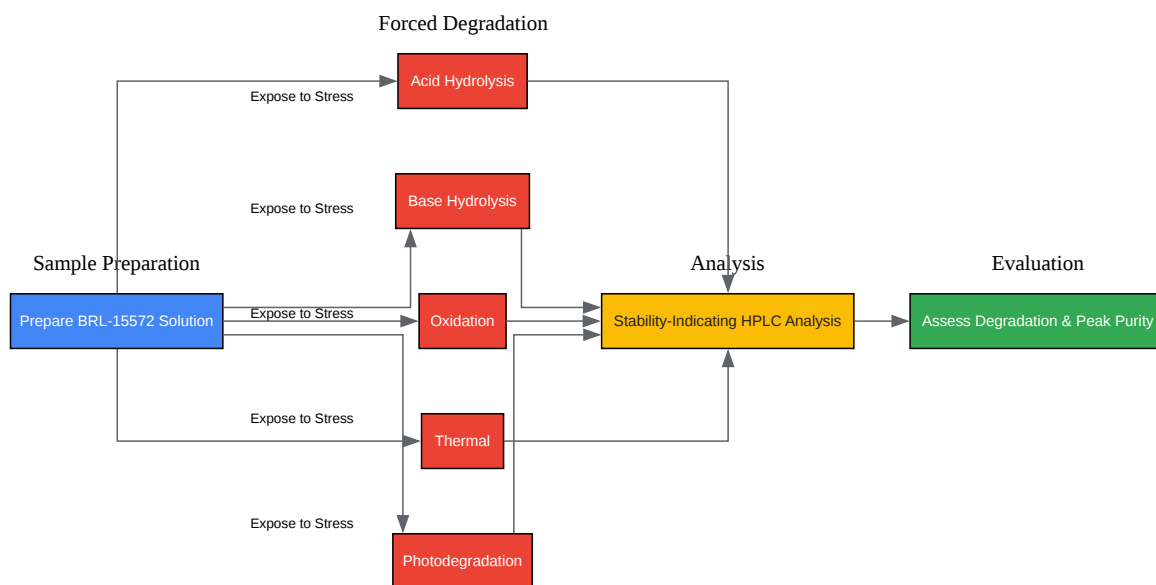 Forced Degradation
Acid Hydrolysis
Expose to Stress
Base Hydrolysis
Expose to Stress
Sample Preparation
Analysis
Evaluation
Prepare BRL-15572 Solution
Expose to Stress
Oxidation
Stability-Indicating HPLC Analysis
Assess Degradation & Peak Purity
Expose to Stress
Thermal
Expose to Stress
Photodegradation